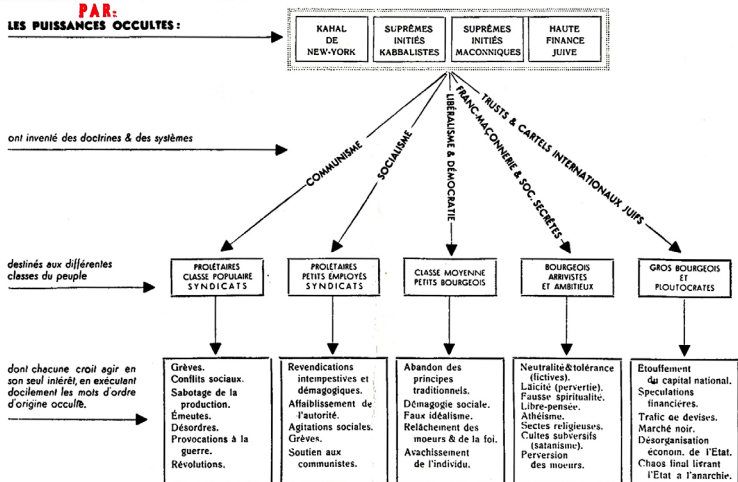 PAR:
LES PUISSANCES OCCULTES:
KAHAL
DE
NEW-YORK
SUPRÊMES
INITIÉS
KABBALISTES
SUPRÊMES
INITIÉS
MACONNIQUES
HAUTE
FINANCE
JUIVE
ont inventé des doctrines & des systèmes
COMMUNISME
SOCIALISME
LIBÉRALISME & DÉMOCRATIE
FRANC-MAÇONNERIE & SOC. SECRÈTES
TRUSTS & CARTELS INTERNATIONAUX JUIFS
destinés aux différentes
classes du peuple
PROLÉTAIRES
CLASSE POPULAIRE
SYNDICATS
PROLÉTAIRES
PETITS EMPLOYÉS
SYNDICATS
CLASSE MOYENNE
PETITS BOURGEOIS
BOURGEOIS
ARRIVISTES
ET AMBITIEUX
GROS BOURGEOIS
ET
PLOUTOCRATES
dont chacune croit agir en
son seul intérêt, en exécutant
docilement les mots d'ordre
d'origine occulte.
Grèves.
Conflits sociaux.
Sabotage de la
production.
Émeutes.
Désordres.
Provocations à la
guerre.
Révolutions.
Revendications
intempestives et
démagogiques.
Affaiblissement de
l'autorité.
Agitations sociales.
Grèves.
Soutien aux
communistes.
Abandon des
principes
traditionnels.
Démagogie sociale.
Faux idéalisme.
Relâchement des
moeurs & de la foi.
Avachissement
de l'individu.
Neutralité & tolérance
(fictives).
Laïcité (pervertie).
Fausse spiritualité.
Libre-pensée.
Athéisme.
Sectes religieuses.
Cultes subversifs
(satanisme).
Perversion
des moeurs.
Etouffement
du capital national.
Speculations
financières.
Trafic de devises.
Marché noir.
Désorganisation
économ. de l'Etat.
Chaos final livrant
l'Etat a l'anarchie.